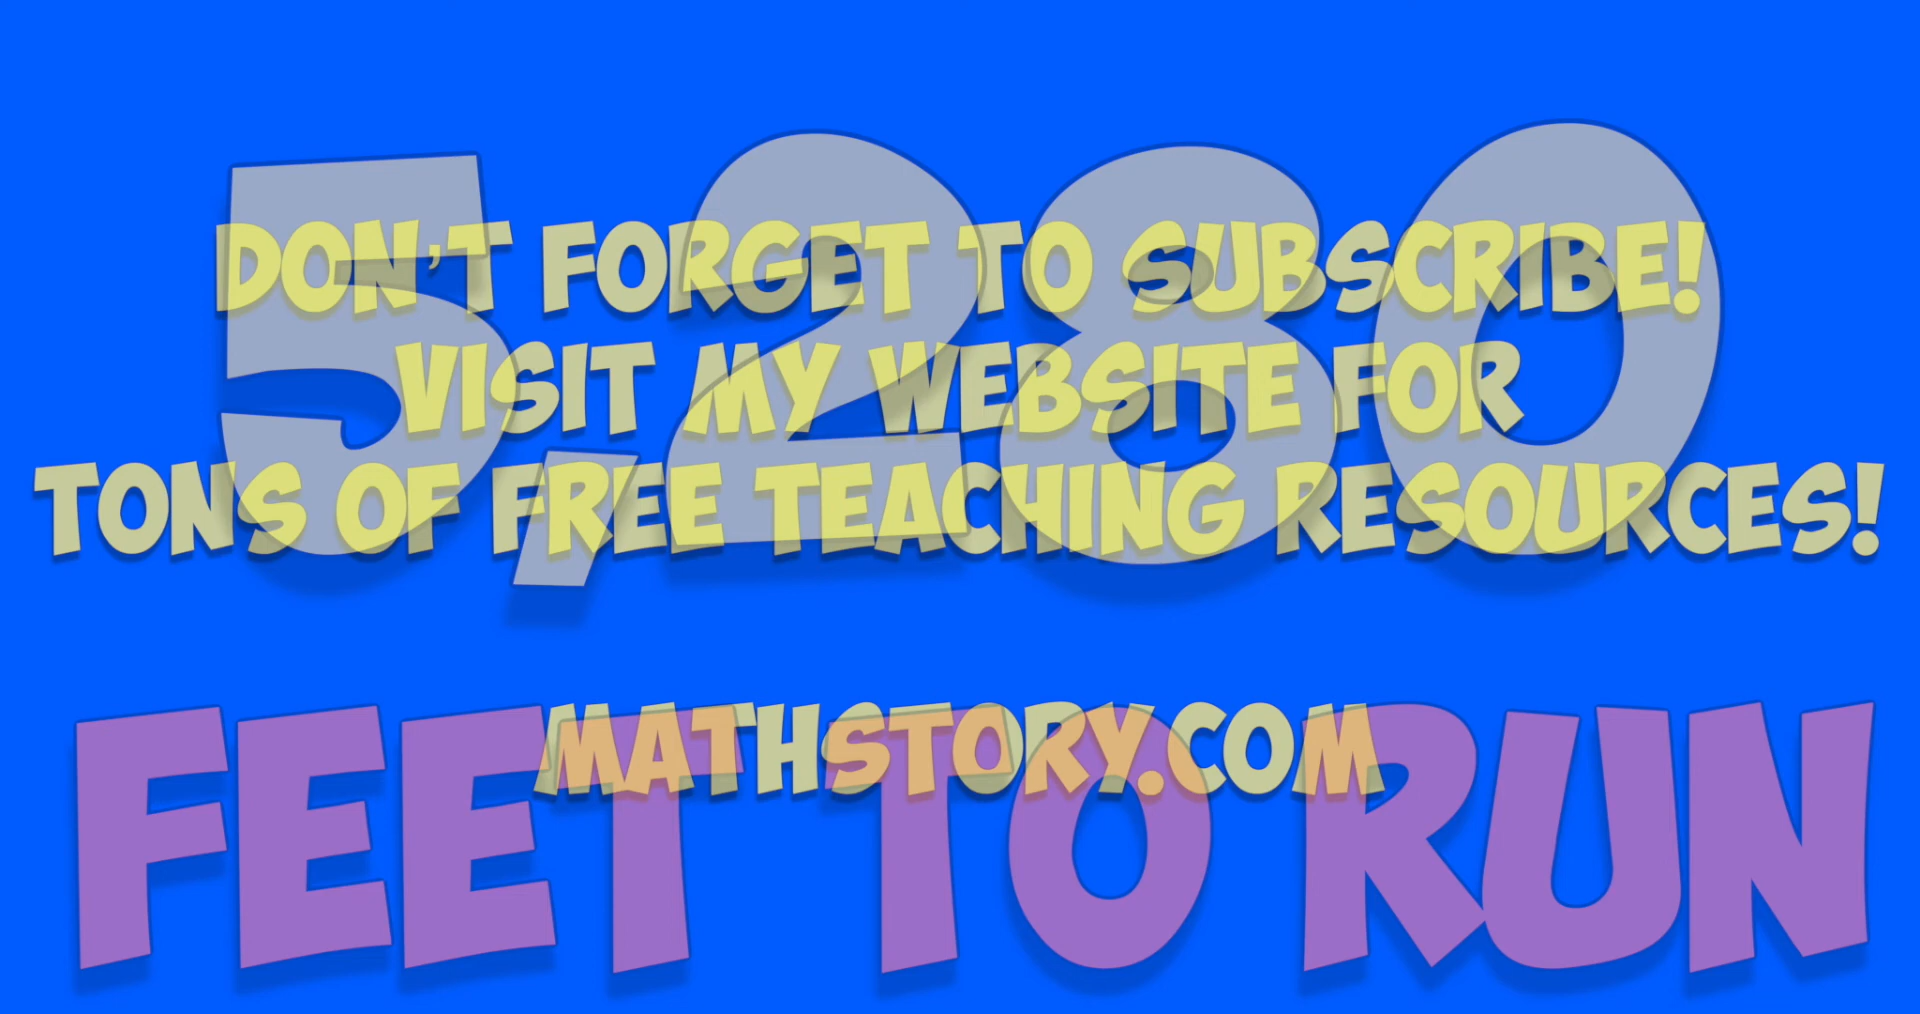 5,280
FEET TO RUN
DON'T FORGET TO SUBSCRIBE!
VISIT MY WEBSITE FOR
TONS OF FREE TEACHING RESOURCES!
MATHSTORY.COM